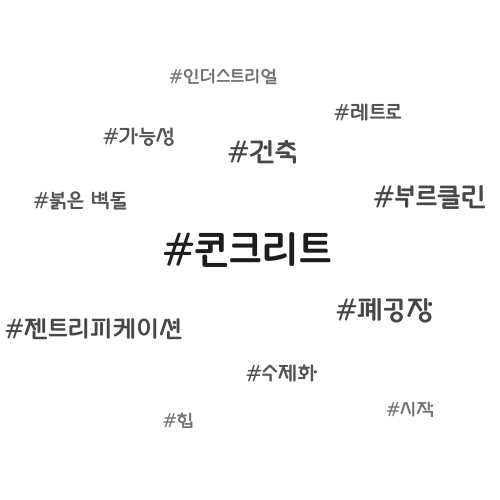 #인더스트리얼
#레트로
#가능성
#건축
#붉은 벽돌
#부르클린
#콘크리트
#폐공장
#젠트리피케이션
#수제화
#시작
#힙